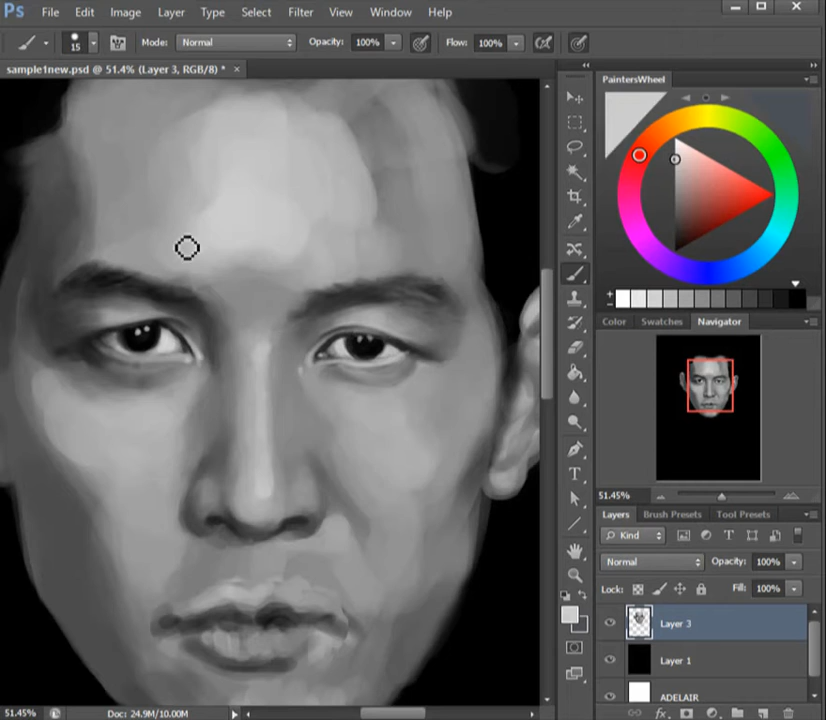 Ps File Edit Image Layer Type Select Filter View Window Help
15 Mode: Normal Opacity: 100% Flow: 100%
sample1new.psd @ 51.4% (Layer 3, RGB/8) * ×
PaintersWheel
Color Swatches Navigator
51.45%
Layers Brush Presets Tool Presets
Kind T
Normal Opacity: 100%
Lock: Fill: 100%
Layer 3
Layer 1
ADELAIR
fx
51.45% Doc: 24.9M/10.00M